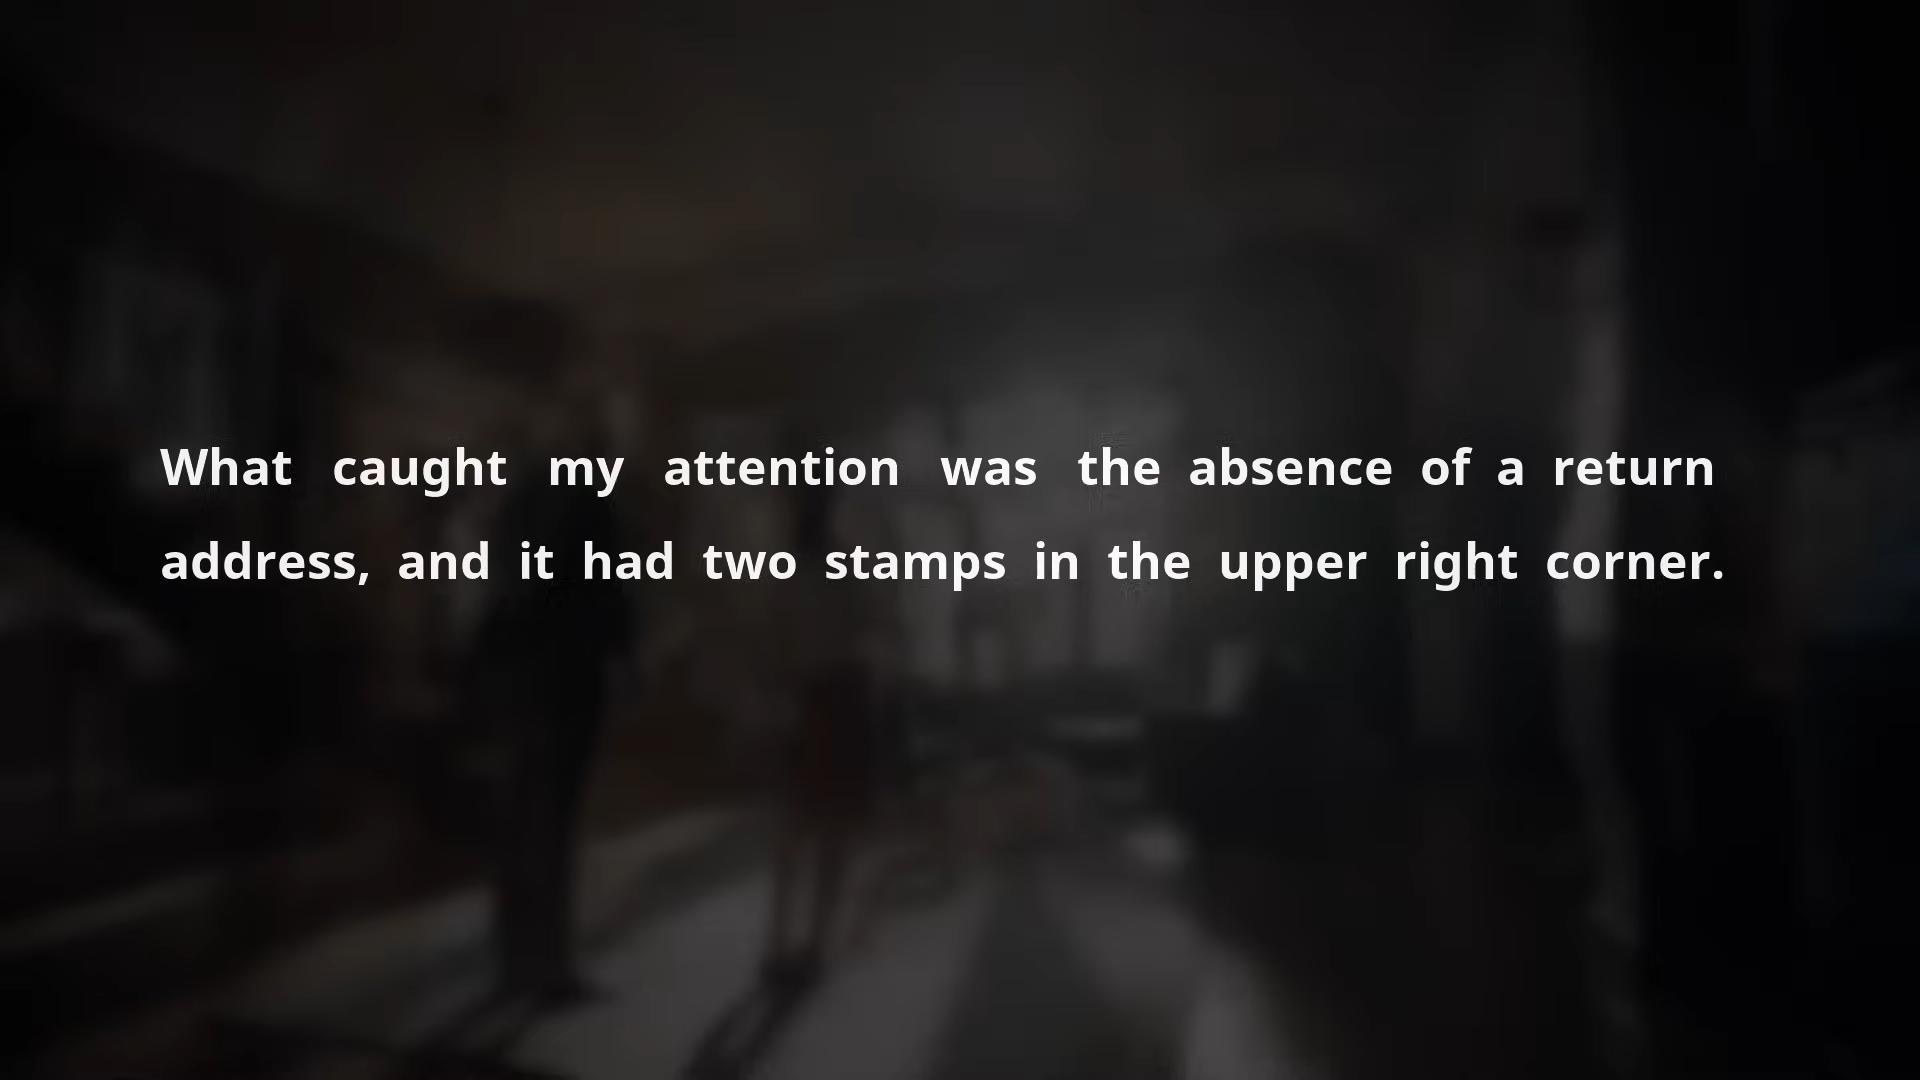 What caught my attention was the absence of a return
address, and it had two stamps in the upper right corner.